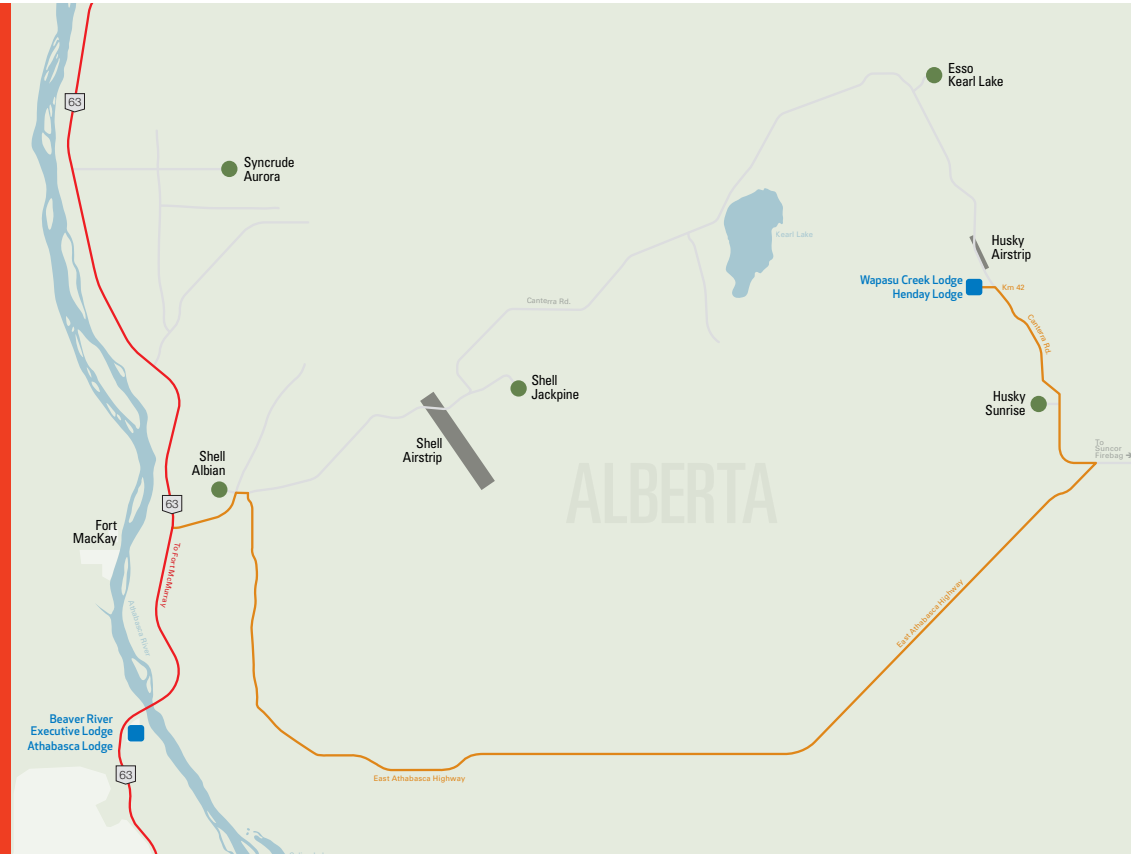 Esso
Kearl Lake
63
Syncrude
Aurora
Kearl Lake
Husky
Airstrip
Wapasu Creek Lodge
Henday Lodge
Km 42
Canterra Rd.
Canterra Rd.
Shell
Jackpine
Husky
Sunrise
Shell
Airstrip
To
Suncor
Firebag
Shell
Albian
ALBERTA
63
Fort
MacKay
To Fort McMurray
Athabasca River
East Athabasca Highway
Beaver River
Executive Lodge
Athabasca Lodge
63
East Athabasca Highway